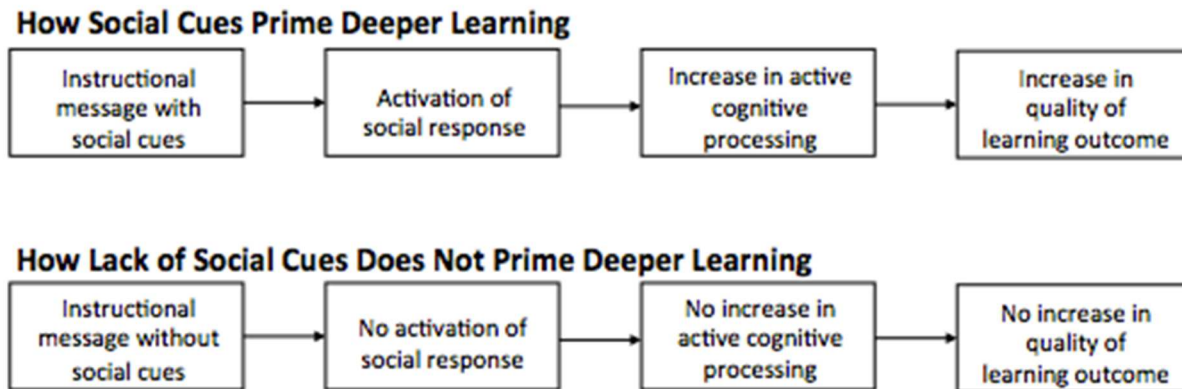 How Social Cues Prime Deeper Learning
Instructional
message with
social cues
Activation of
social response
Increase in active
cognitive
processing
Increase in
quality of
learning outcome
How Lack of Social Cues Does Not Prime Deeper Learning
Instructional
message without
social cues
No activation of
social response
No increase in
active cognitive
processing
No increase in
quality of
learning outcome